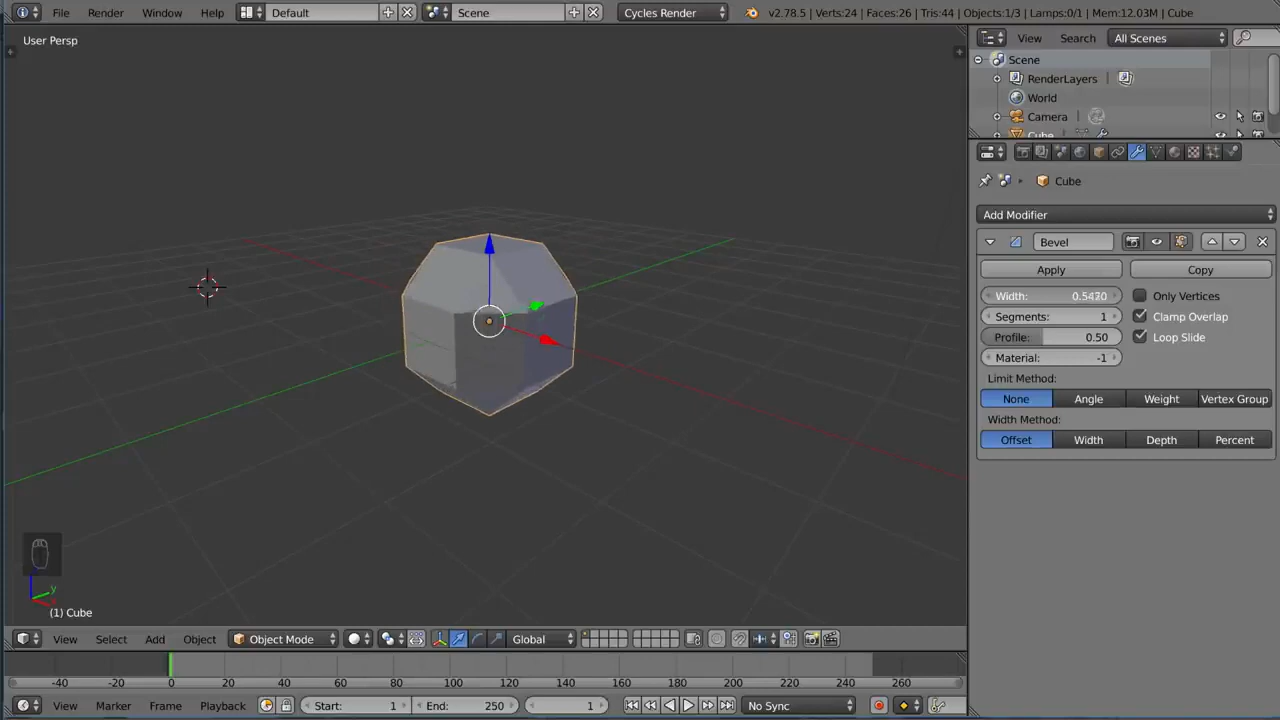 File Render Window Help Default Scene Cycles Render v2.78.5 | Verts:24 | Faces:26 | Tris:44 | Objects:1/3 | Lamps:0/1 | Mem:12.03M | Cube
User Persp
View Search All Scenes
Scene
RenderLayers
World
Camera
Cube
Cube
Add Modifier
Bevel
Apply Copy
Width: 0.5430 Only Vertices
Segments: 1 Clamp Overlap
Profile: 0.50 Loop Slide
Material: -1
Limit Method:
None Angle Weight Vertex Group
Width Method:
Offset Width Depth Percent
y
(1) Cube
View Select Add Object Object Mode Global
-40 -20 0 20 40 60 80 100 120 140 160 180 200 220 240 260
View Marker Frame Playback Start: 1 End: 250 1 No Sync